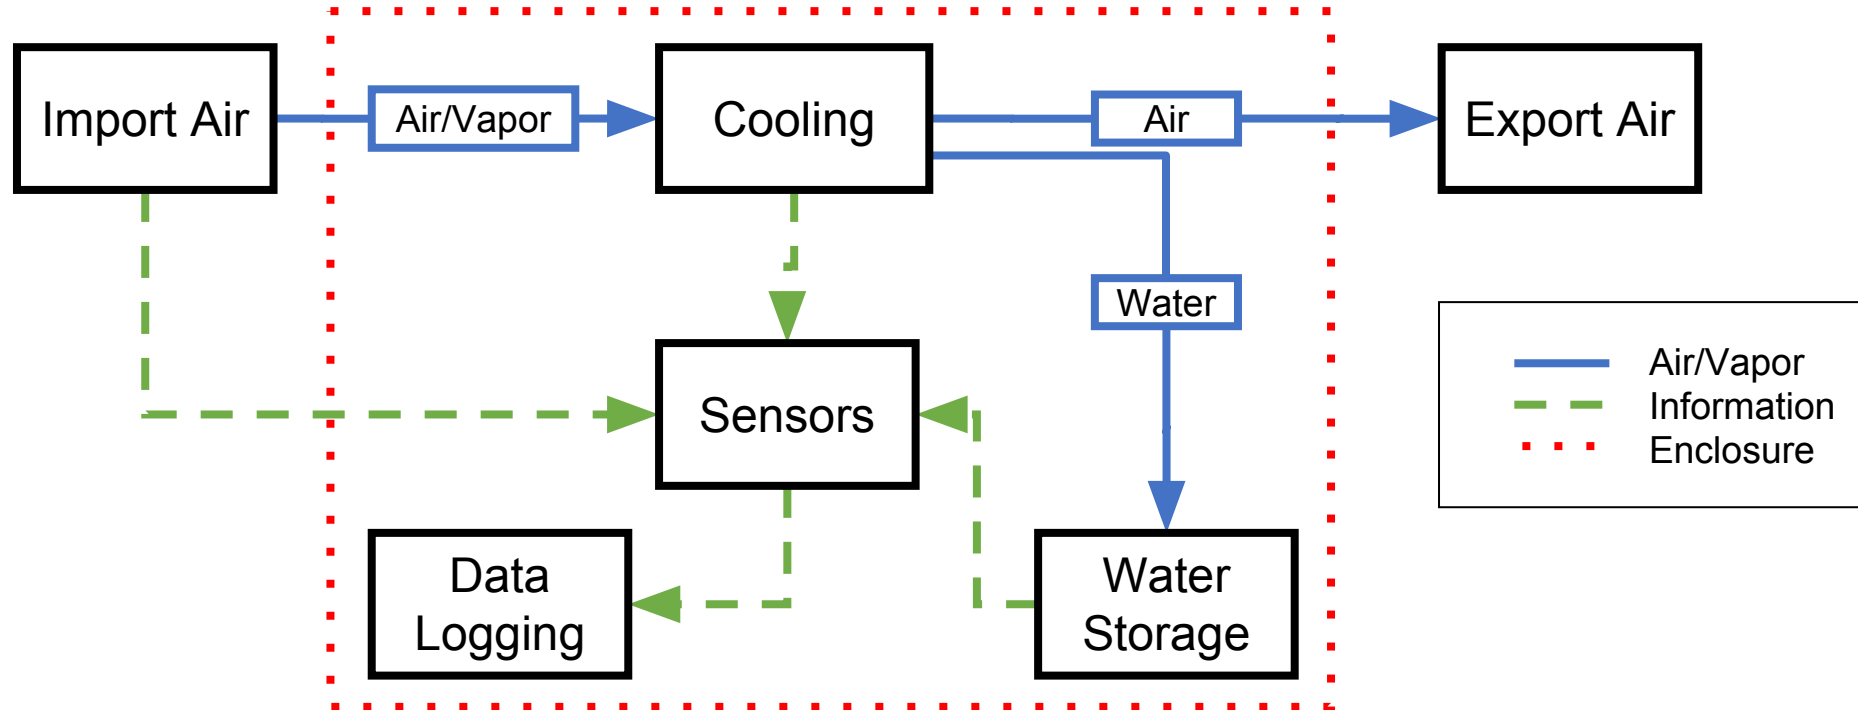 Import Air
Air/Vapor
Cooling
Air
Export Air
Water
Sensors
Data
Logging
Water
Storage
Air/Vapor
Information
Enclosure